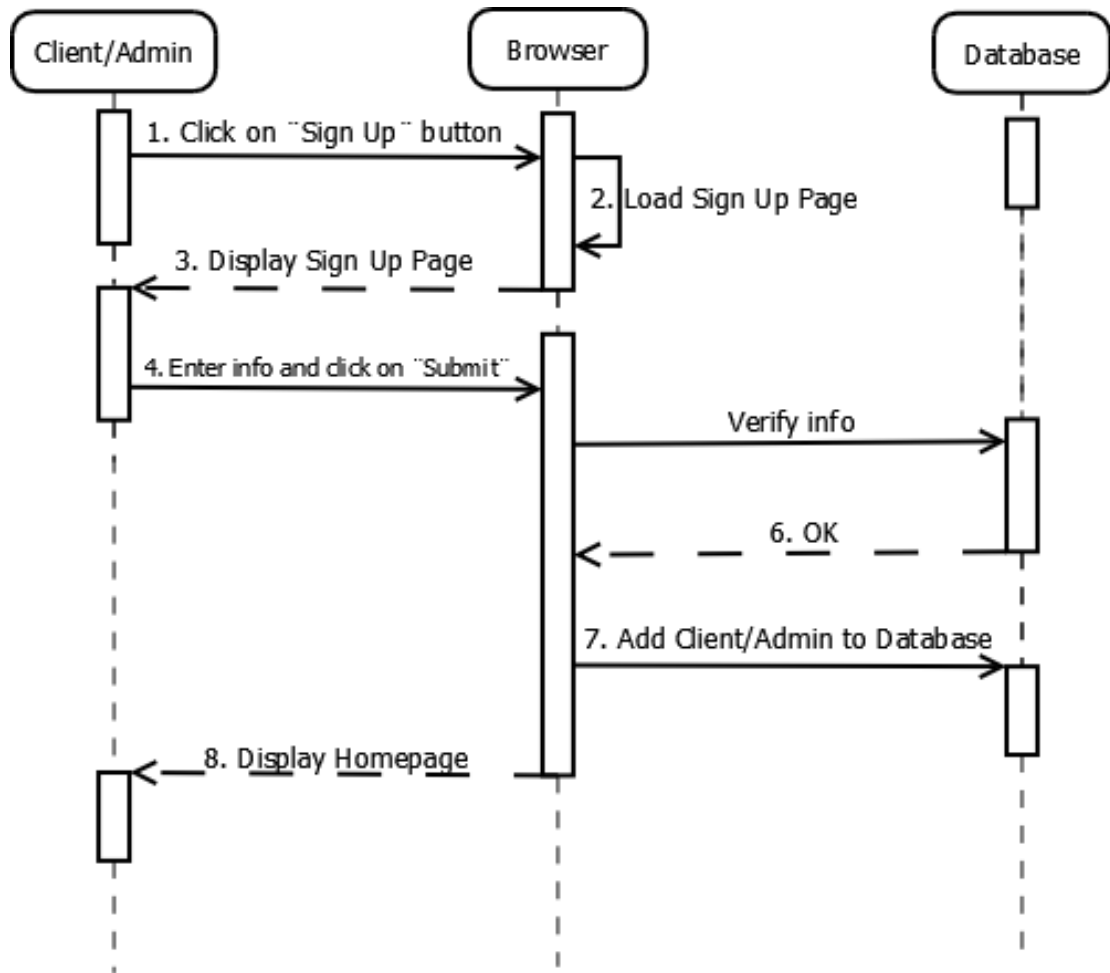 Client/Admin
Browser
Database
1. Click on ¨Sign Up¨ button
2. Load Sign Up Page
3. Display Sign Up Page
4. Enter info and click on ¨Submit¨
Verify info
6. OK
7. Add Client/Admin to Database
8. Display Homepage